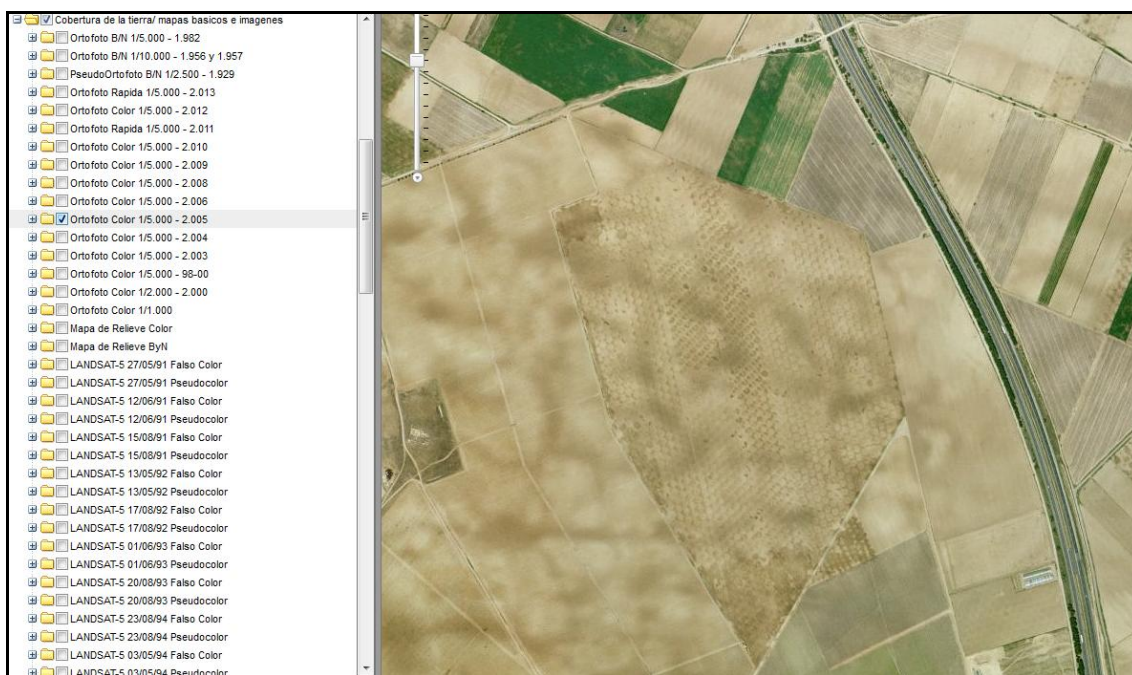 Cobertura de la tierra/ mapas basicos e imagenes
Ortofoto B/N 1/5.000 - 1.982
Ortofoto B/N 1/10.000 - 1.956 y 1.957
PseudoOrtofoto B/N 1/2.500 - 1.929
Ortofoto Rapida 1/5.000 - 2.013
Ortofoto Color 1/5.000 - 2.012
Ortofoto Rapida 1/5.000 - 2.011
Ortofoto Color 1/5.000 - 2.010
Ortofoto Color 1/5.000 - 2.009
Ortofoto Color 1/5.000 - 2.008
Ortofoto Color 1/5.000 - 2.006
Ortofoto Color 1/5.000 - 2.005
Ortofoto Color 1/5.000 - 2.004
Ortofoto Color 1/5.000 - 2.003
Ortofoto Color 1/5.000 - 98-00
Ortofoto Color 1/2.000 - 2.000
Ortofoto Color 1/1.000
Mapa de Relieve Color
Mapa de Relieve ByN
LANDSAT-5 27/05/91 Falso Color
LANDSAT-5 27/05/91 Pseudocolor
LANDSAT-5 12/06/91 Falso Color
LANDSAT-5 12/06/91 Pseudocolor
LANDSAT-5 15/08/91 Falso Color
LANDSAT-5 15/08/91 Pseudocolor
LANDSAT-5 13/05/92 Falso Color
LANDSAT-5 13/05/92 Pseudocolor
LANDSAT-5 17/08/92 Falso Color
LANDSAT-5 17/08/92 Pseudocolor
LANDSAT-5 01/06/93 Falso Color
LANDSAT-5 01/06/93 Pseudocolor
LANDSAT-5 20/08/93 Falso Color
LANDSAT-5 20/08/93 Pseudocolor
LANDSAT-5 23/08/94 Falso Color
LANDSAT-5 23/08/94 Pseudocolor
LANDSAT-5 03/05/94 Falso Color
LANDSAT-5 03/05/94 Pseudocolor